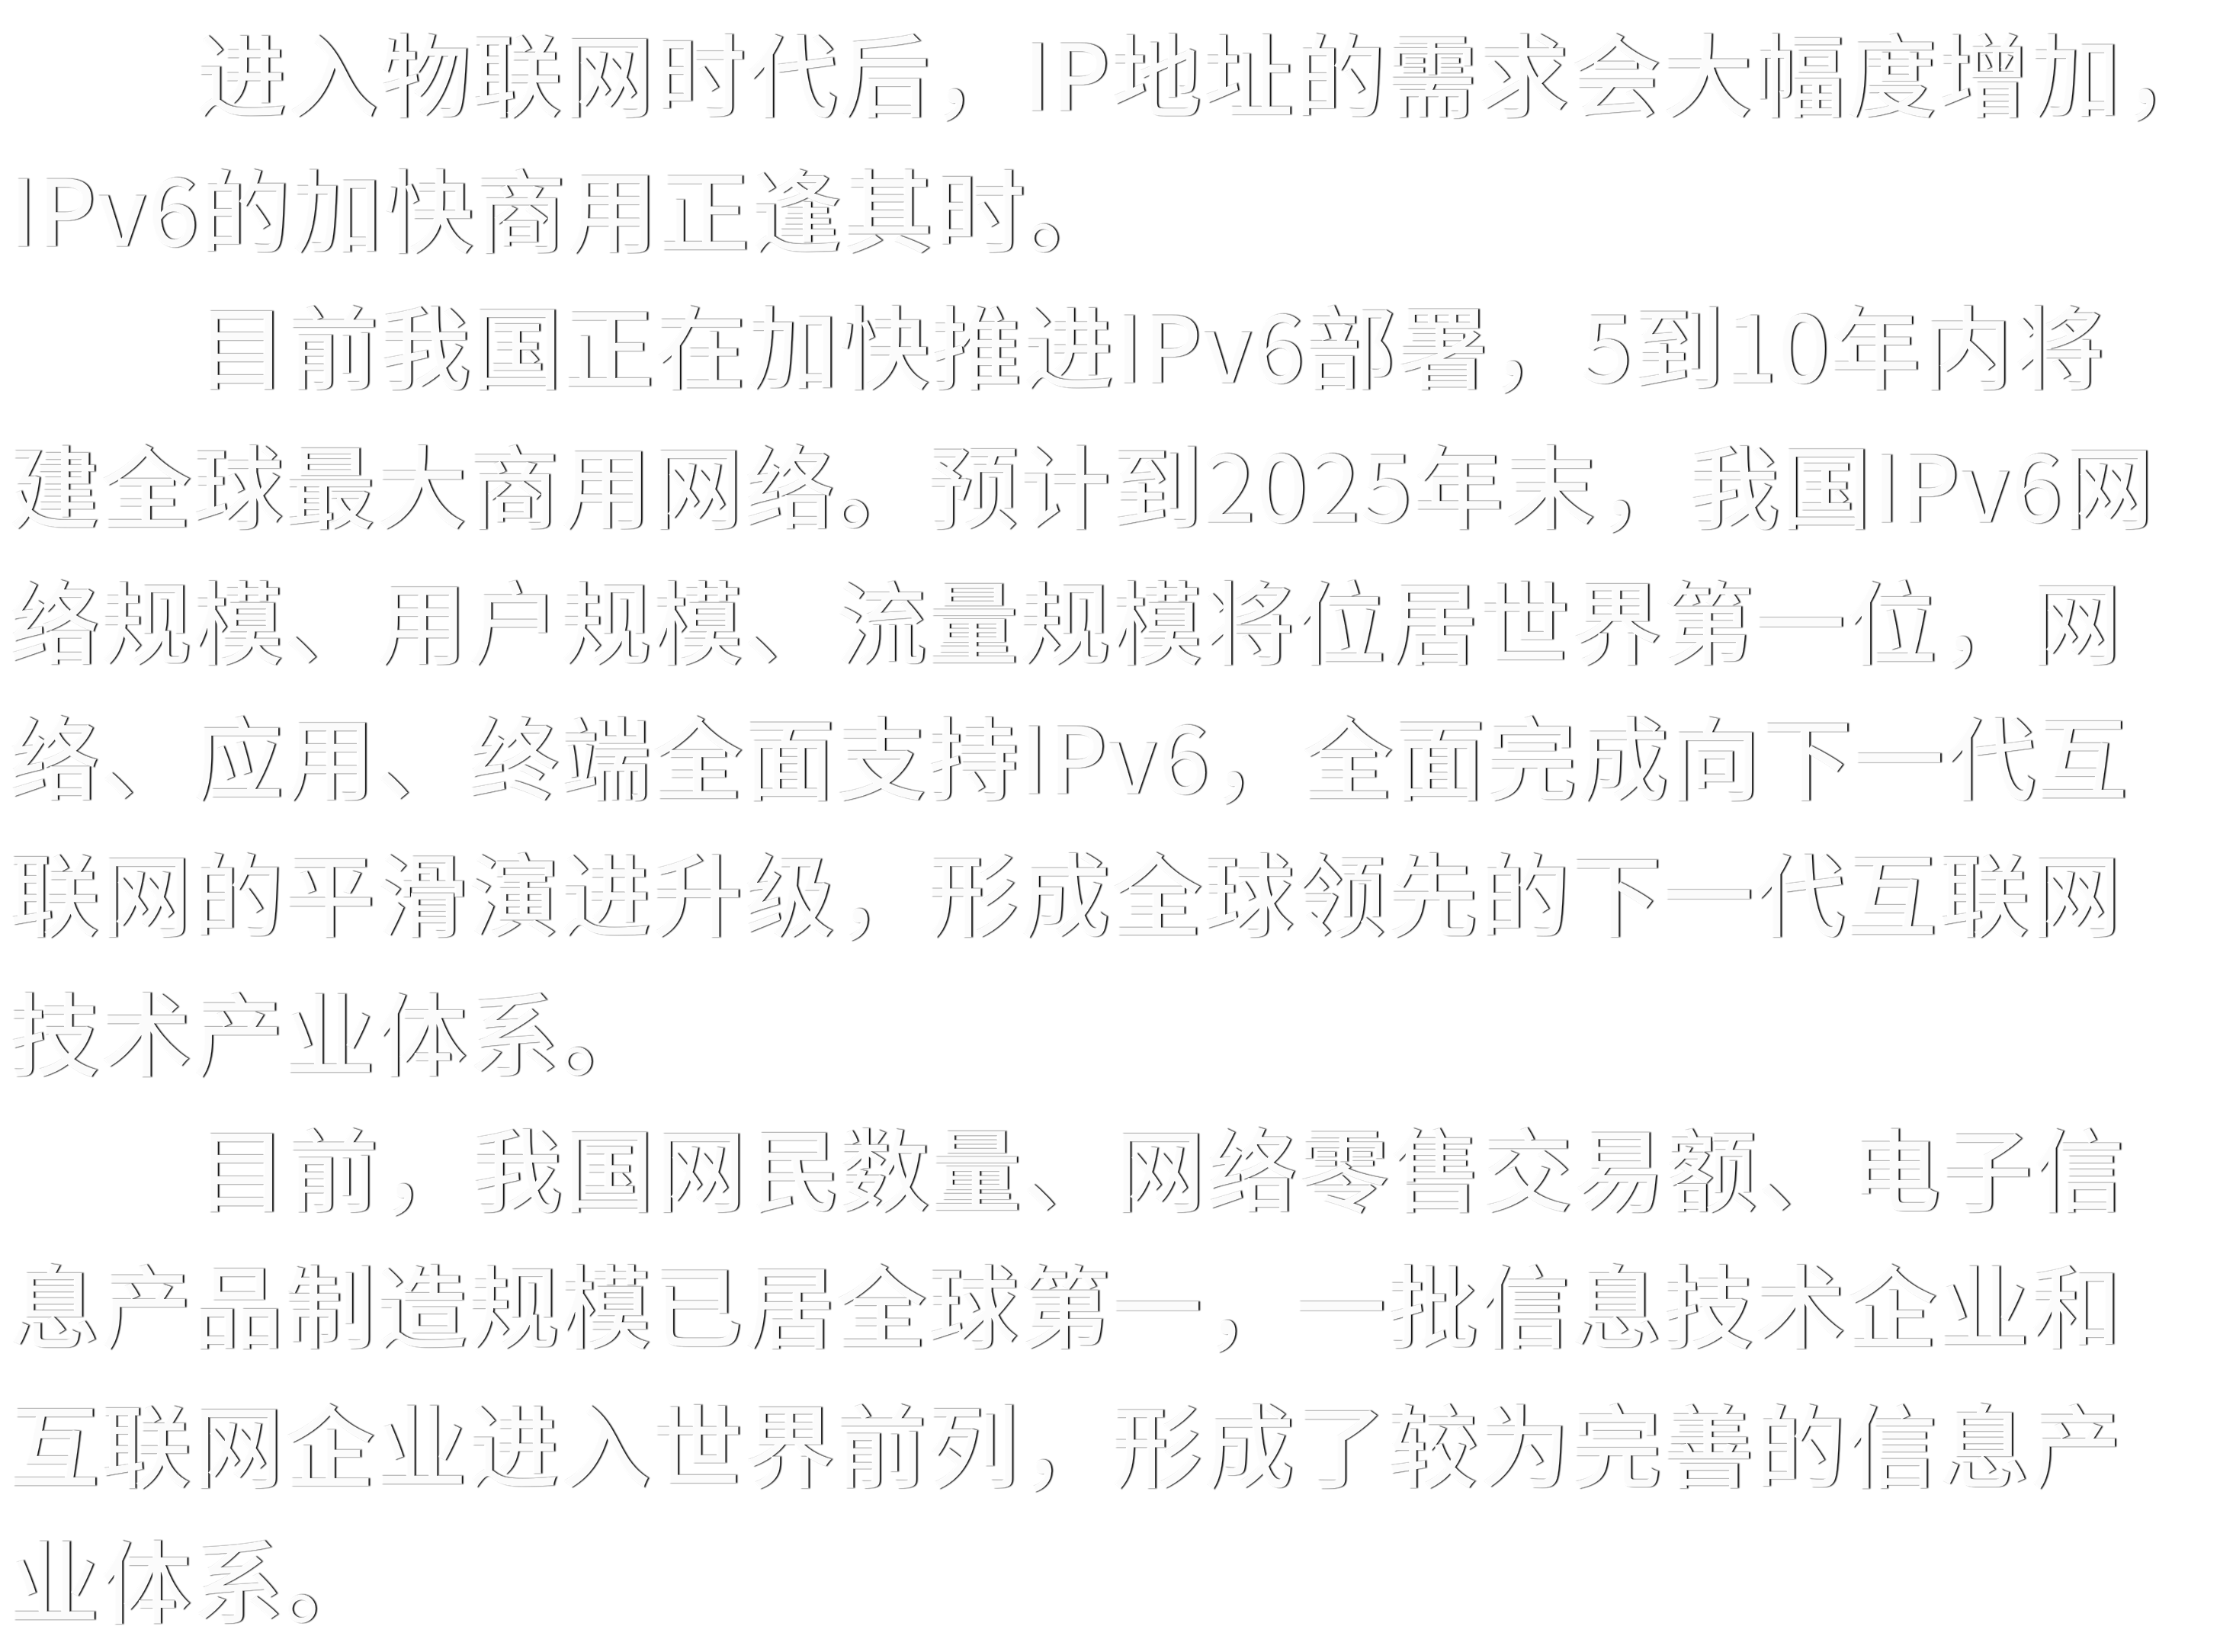 进入物联网时代后，IP地址的需求会大幅度增加，
IPv6的加快商用正逢其时。
目前我国正在加快推进IPv6部署，5到10年内将
建全球最大商用网络。预计到2025年末，我国IPv6网
络规模、用户规模、流量规模将位居世界第一位，网
络、应用、终端全面支持IPv6，全面完成向下一代互
联网的平滑演进升级，形成全球领先的下一代互联网
技术产业体系。
目前，我国网民数量、网络零售交易额、电子信
息产品制造规模已居全球第一，一批信息技术企业和
互联网企业进入世界前列，形成了较为完善的信息产
业体系。